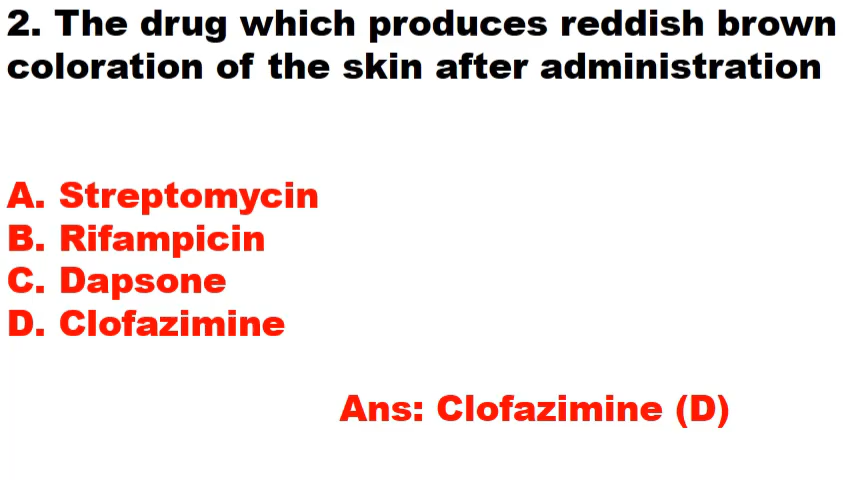 2. The drug which produces reddish brown
coloration of the skin after administration
A. Streptomycin
B. Rifampicin
C. Dapsone
D. Clofazimine
Ans: Clofazimine (D)